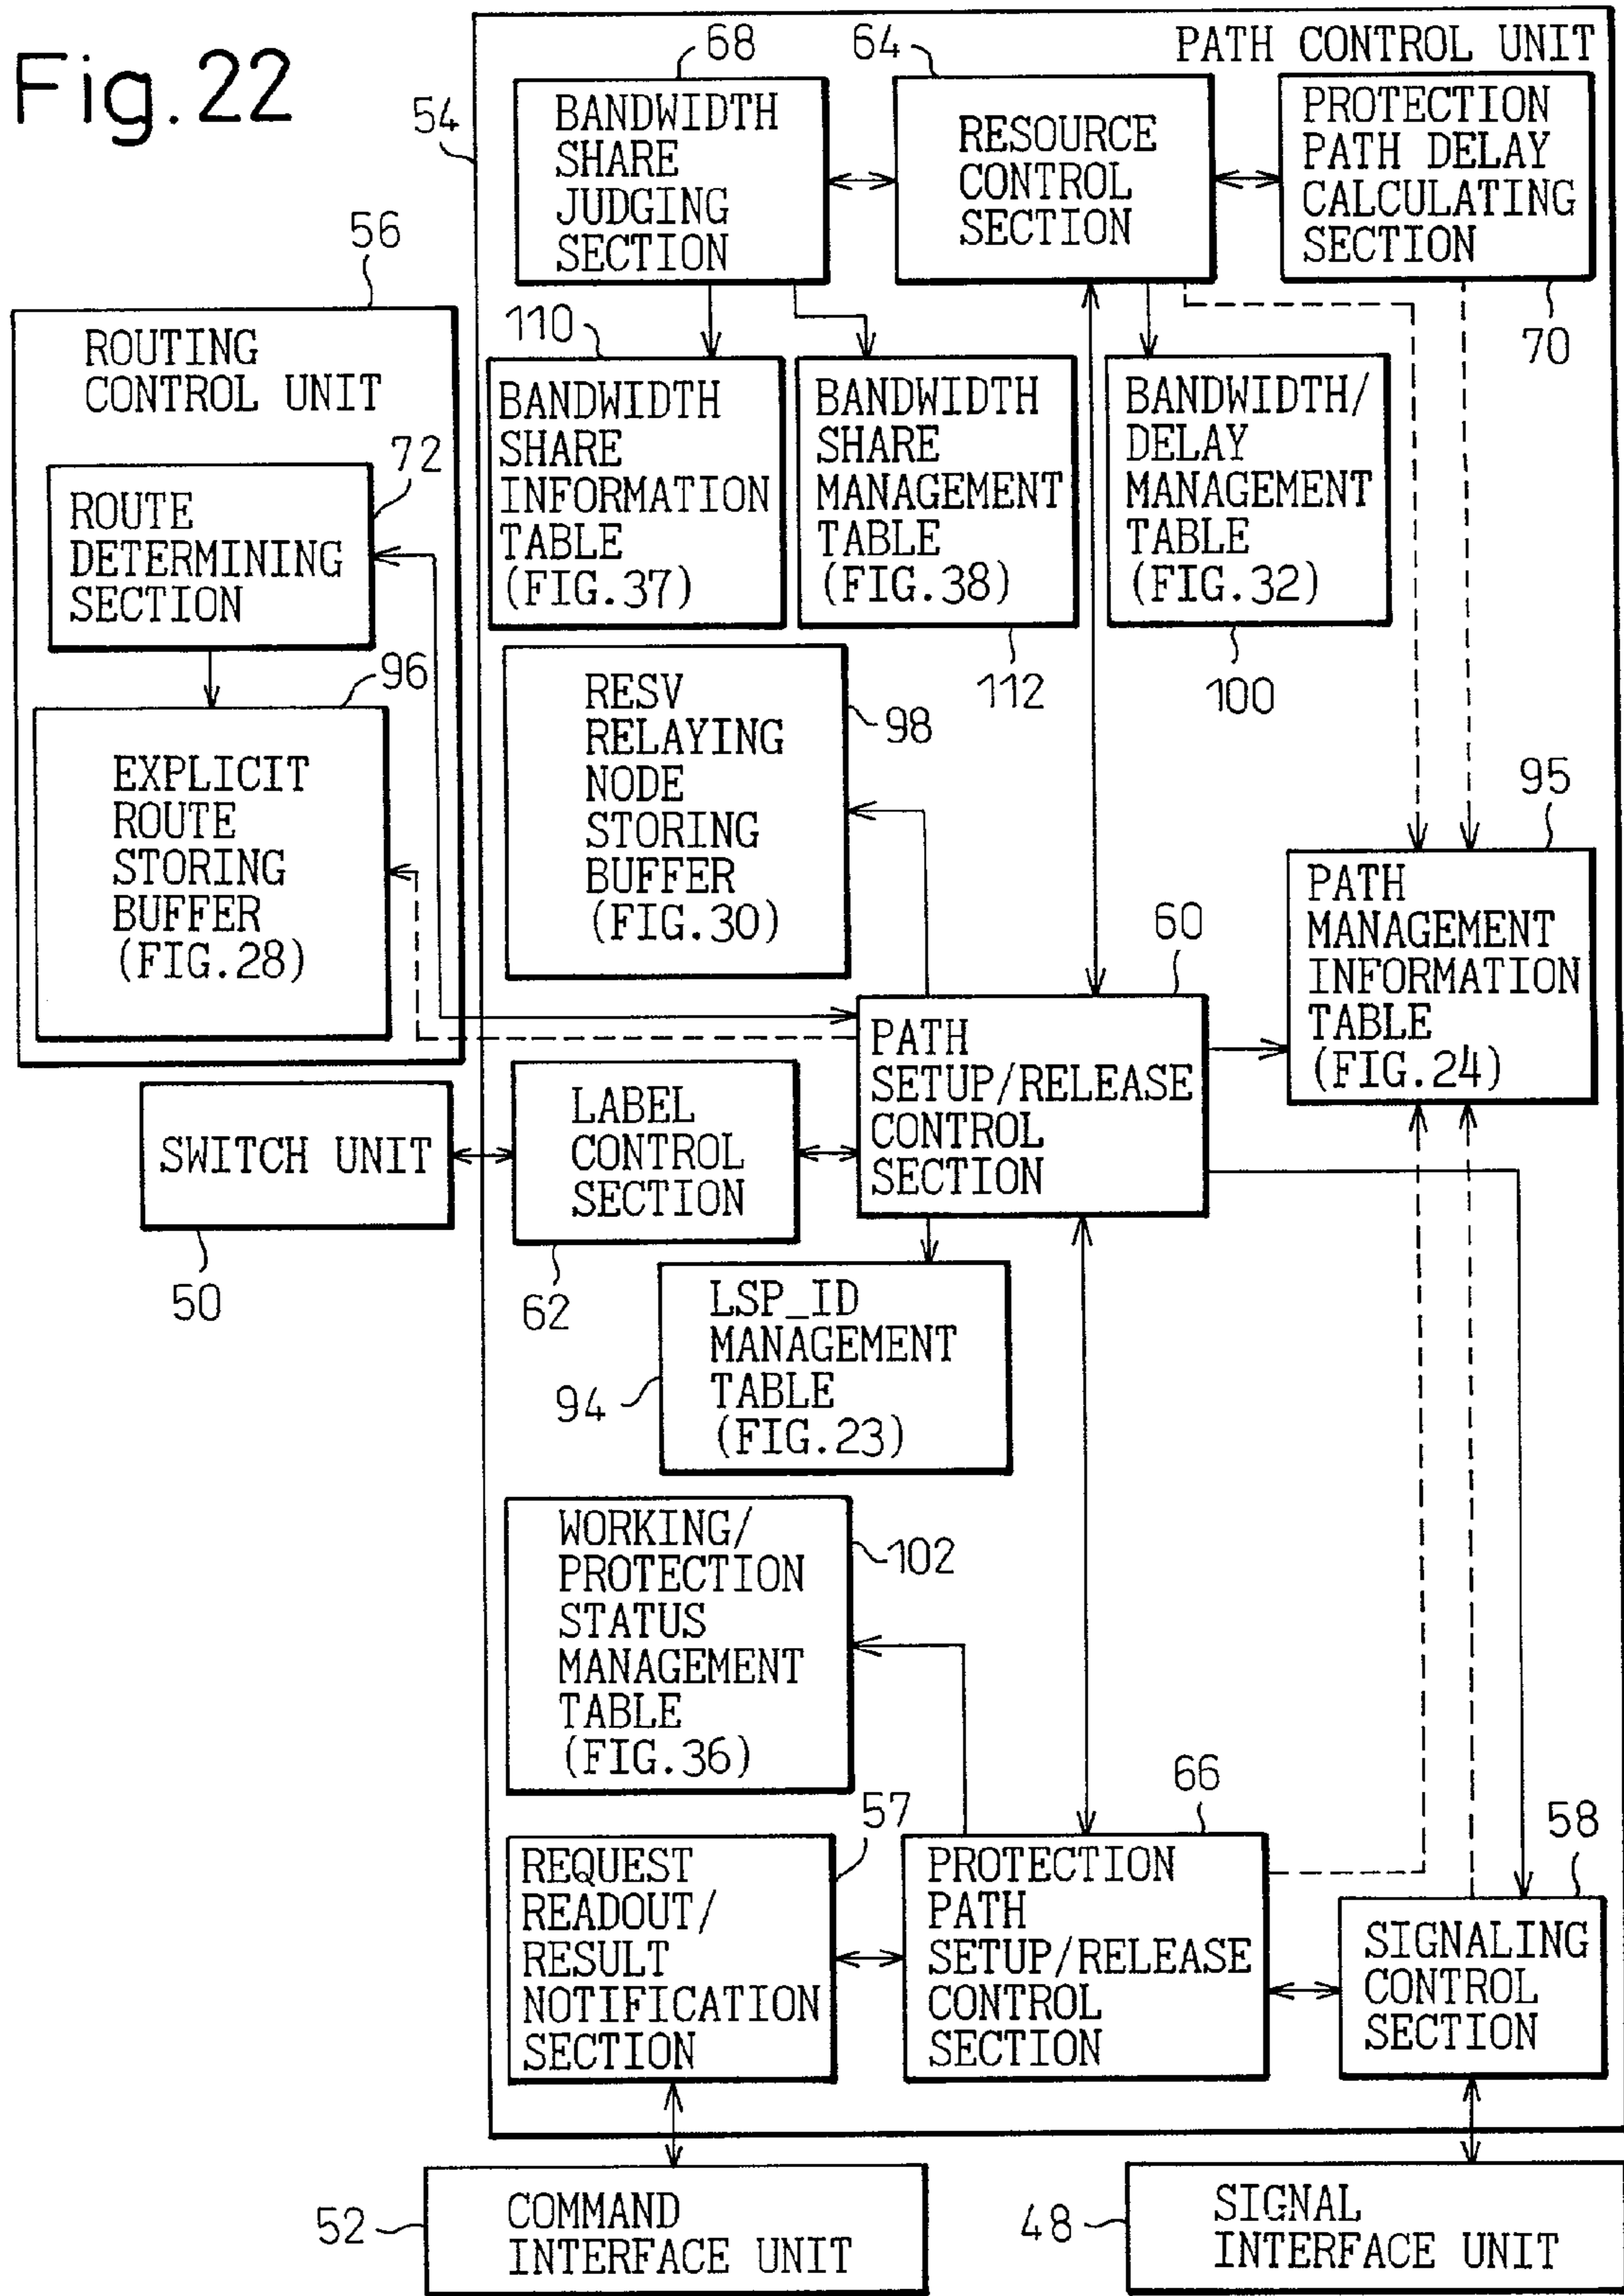 Fig.22
PATH CONTROL UNIT
54
68
BANDWIDTH
SHARE
JUDGING
SECTION
64
RESOURCE
CONTROL
SECTION
PROTECTION
PATH DELAY
CALCULATING
SECTION
70
56
ROUTING
CONTROL UNIT
72
ROUTE
DETERMINING
SECTION
96
EXPLICIT
ROUTE
STORING
BUFFER
(FIG.28)
110
BANDWIDTH
SHARE
INFORMATION
TABLE
(FIG.37)
BANDWIDTH
SHARE
MANAGEMENT
TABLE
(FIG.38)
112
BANDWIDTH/
DELAY
MANAGEMENT
TABLE
(FIG.32)
100
RESV
RELAYING
NODE
STORING
BUFFER
(FIG.30)
98
95
PATH
MANAGEMENT
INFORMATION
TABLE
(FIG.24)
60
PATH
SETUP/RELEASE
CONTROL
SECTION
SWITCH UNIT
50
LABEL
CONTROL
SECTION
62
LSP_ID
MANAGEMENT
TABLE
(FIG.23)
94
WORKING/
PROTECTION
STATUS
MANAGEMENT
TABLE
(FIG.36)
102
57
REQUEST
READOUT/
RESULT
NOTIFICATION
SECTION
66
PROTECTION
PATH
SETUP/RELEASE
CONTROL
SECTION
58
SIGNALING
CONTROL
SECTION
52
COMMAND
INTERFACE UNIT
48
SIGNAL
INTERFACE UNIT